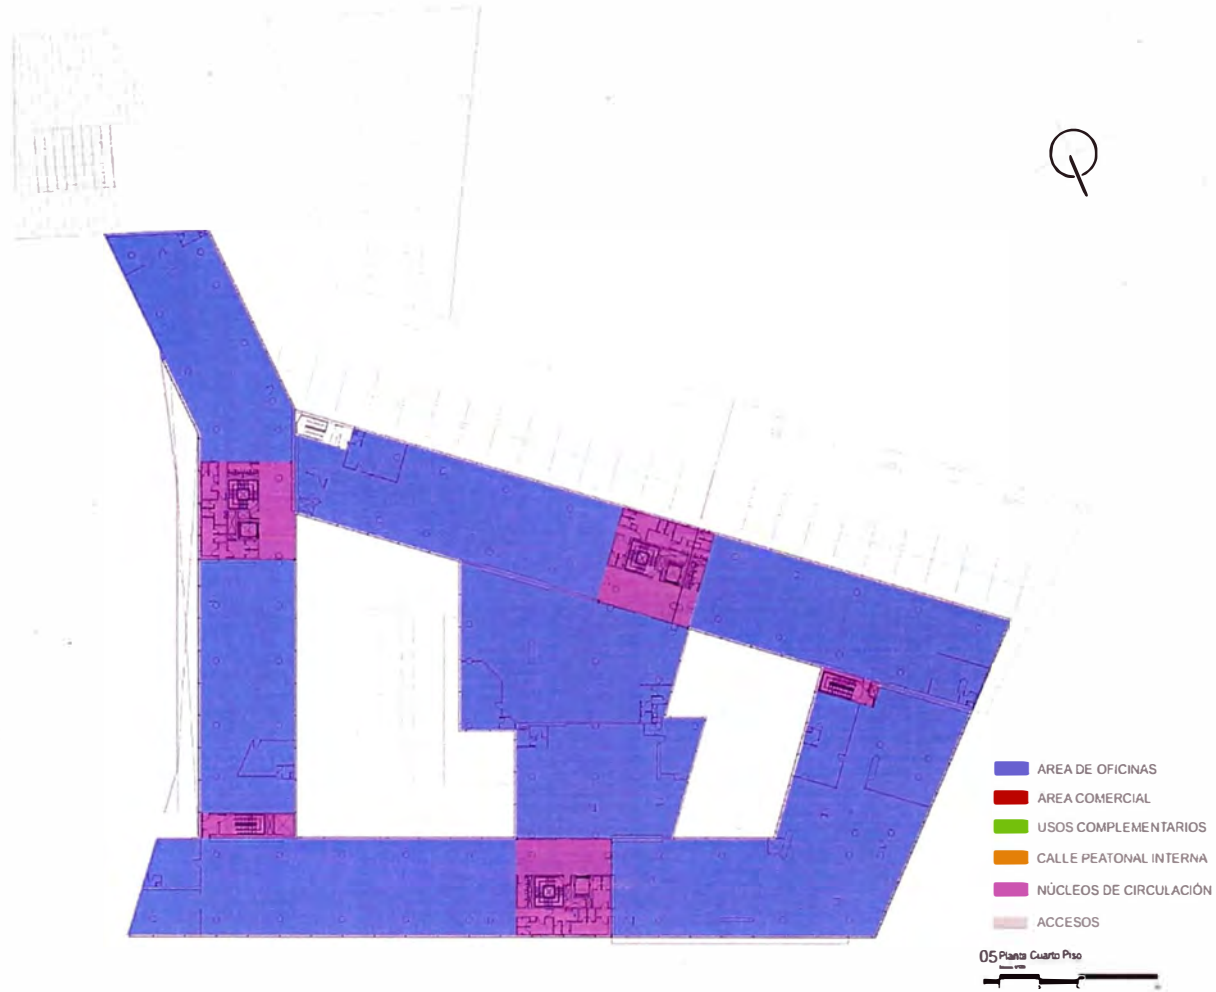 AREA DE OFICINAS
AREA COMERCIAL
USOS COMPLEMENTARIOS
CALLE PEATONAL INTERNA
NÚCLEOS DE CIRCULACIÓN
ACCESOS
05 Planta Cuarto Piso